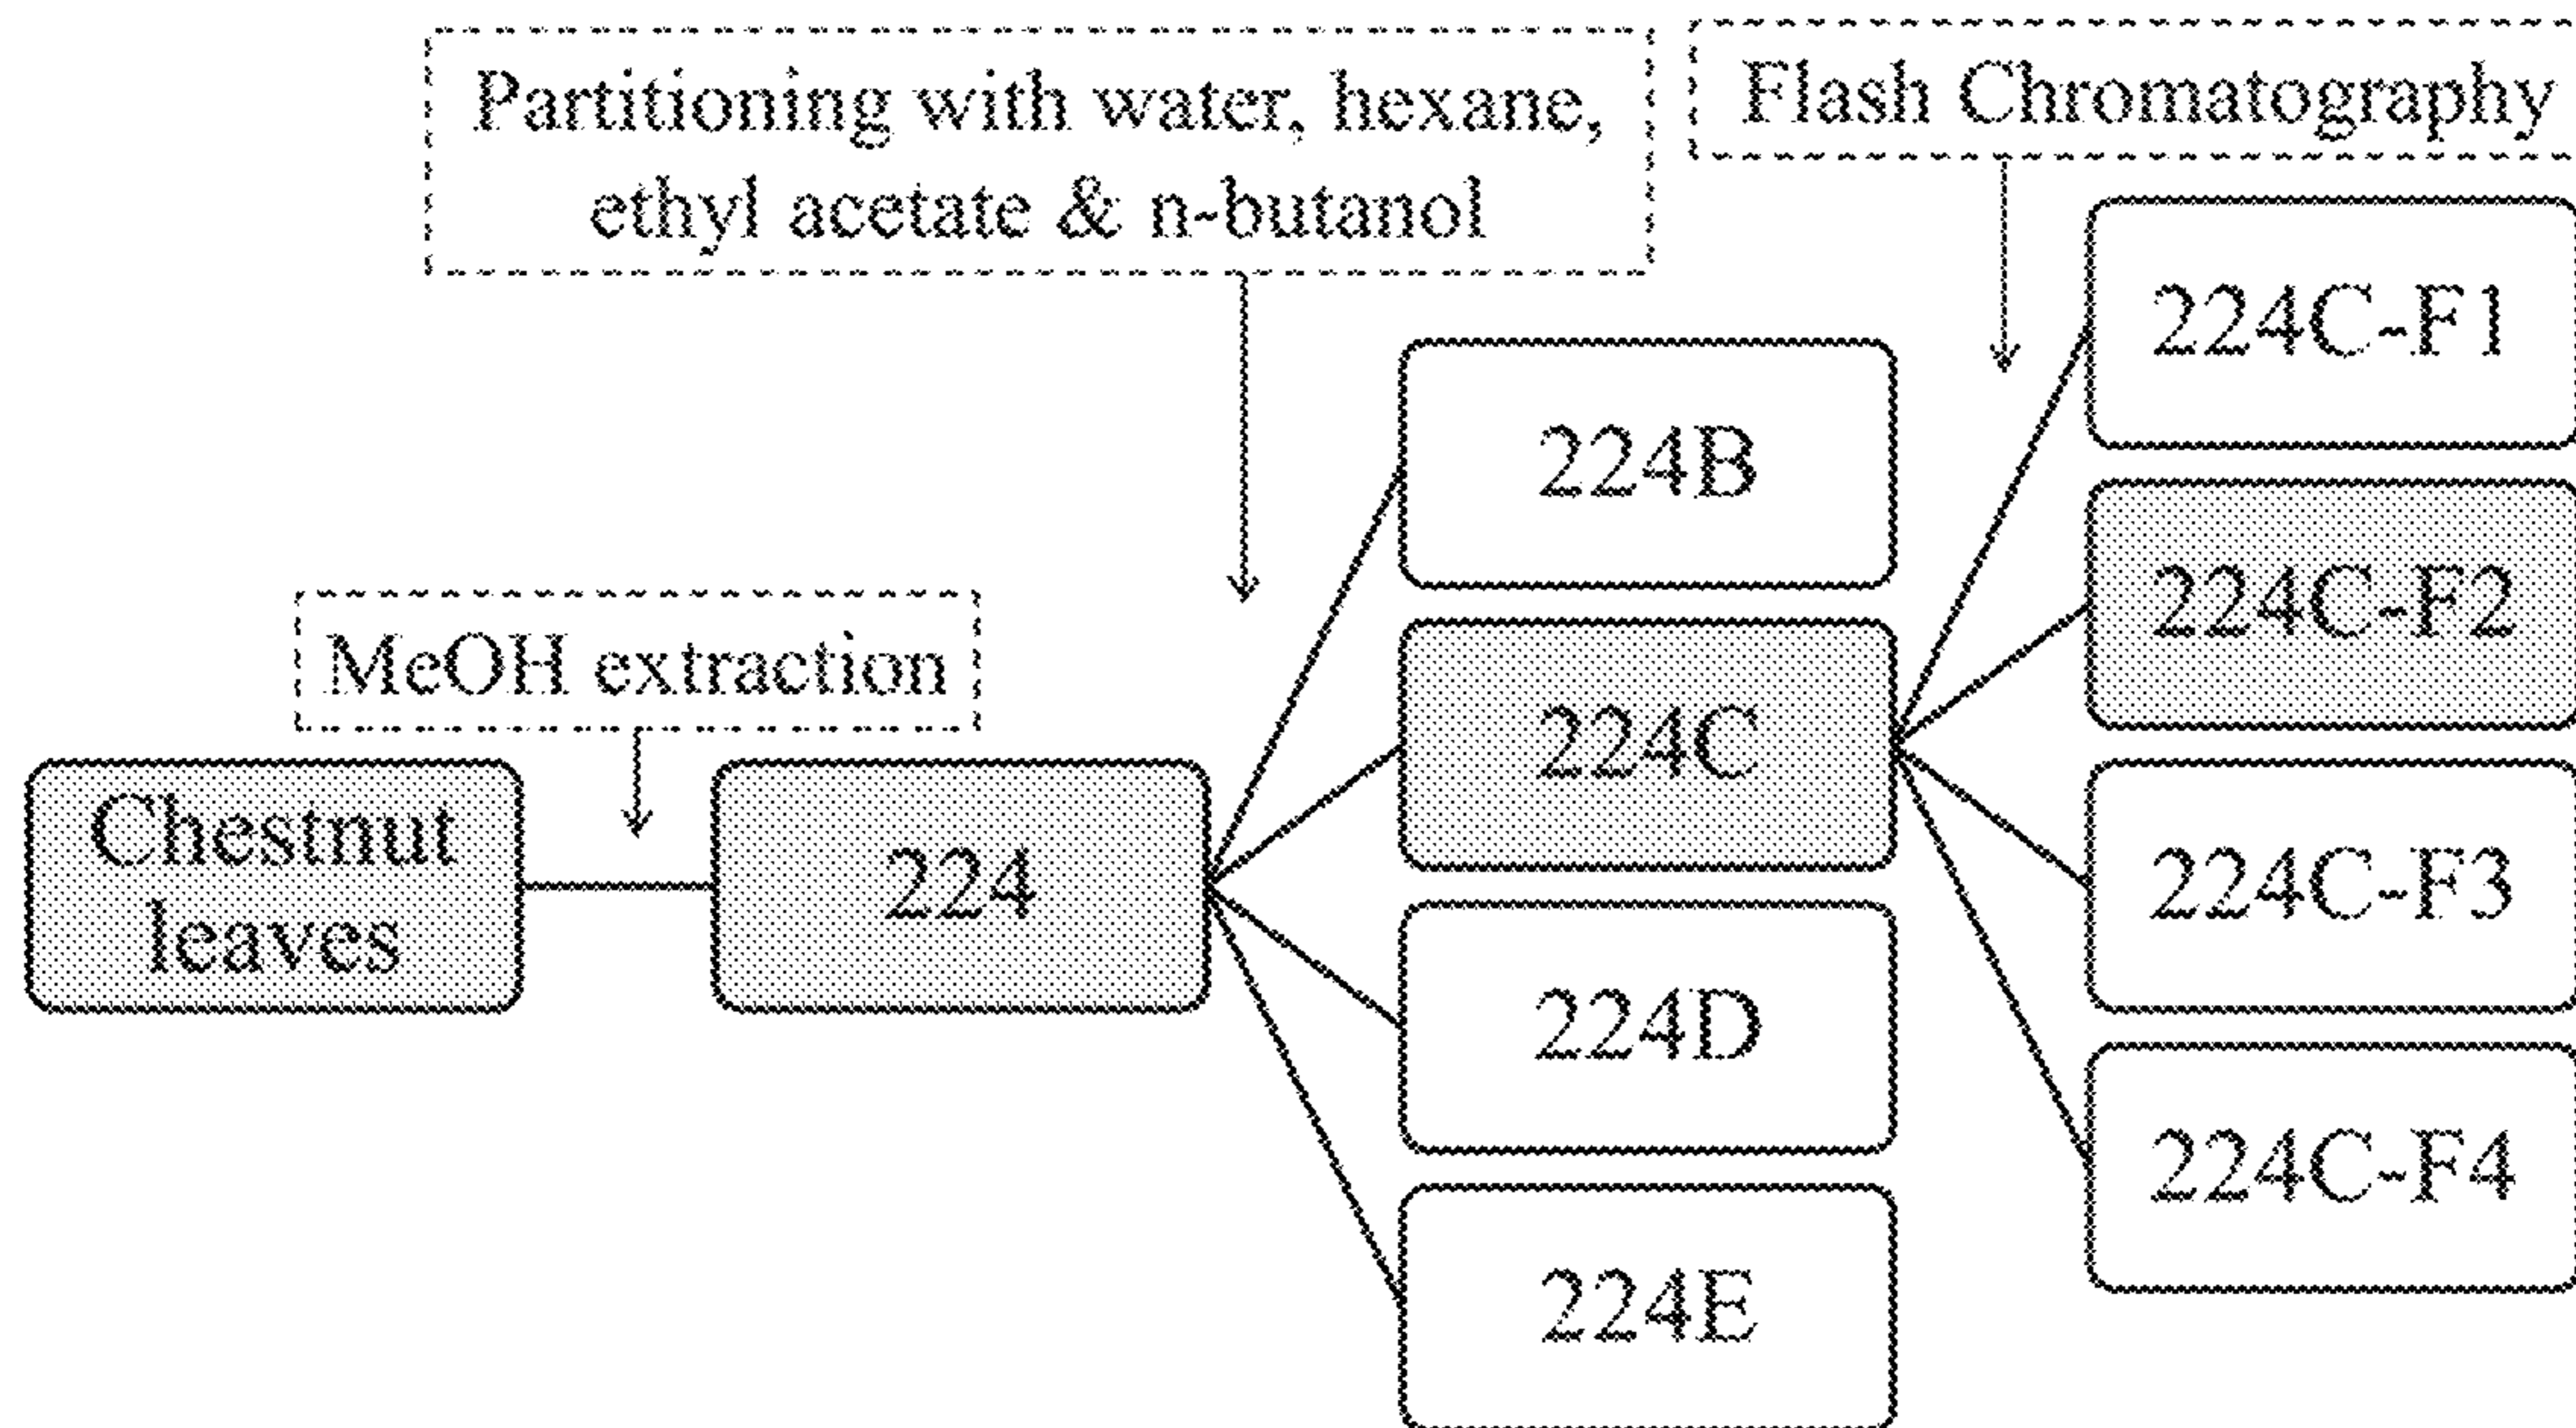 Partitioning with water, hexane,
ethyl acetate & n-butanol
Flash Chromatography
MeOH extraction
Chestnut
leaves
224
224B
224C
224D
224E
224C-F1
224C-F2
224C-F3
224C-F4